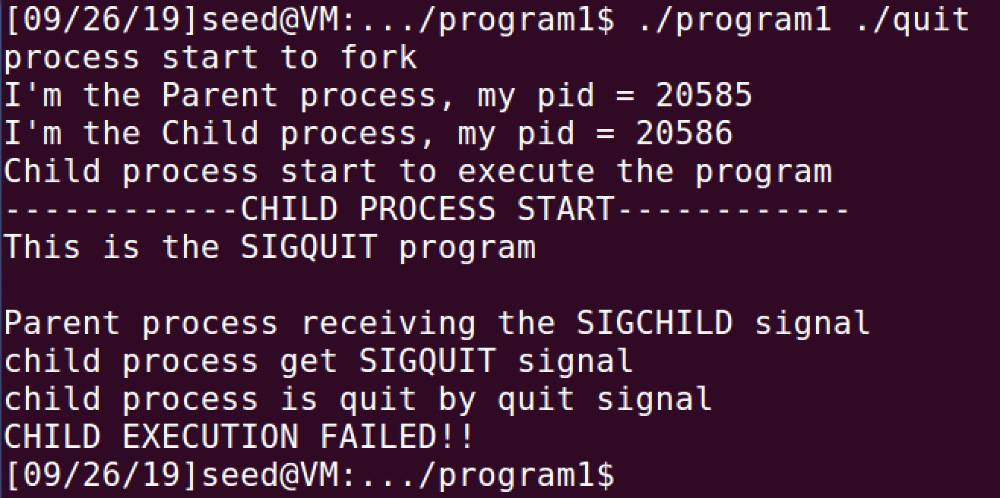 [09/26/19]seed@VM:.../program1$ ./program1 ./quit
process start to fork
I'm the Parent process, my pid = 20585
I'm the Child process, my pid = 20586
Child process start to execute the program
------------CHILD PROCESS START------------
This is the SIGQUIT program
Parent process receiving the SIGCHILD signal
child process get SIGQUIT signal
child process is quit by quit signal
CHILD EXECUTION FAILED!!
[09/26/19]seed@VM:.../program1$